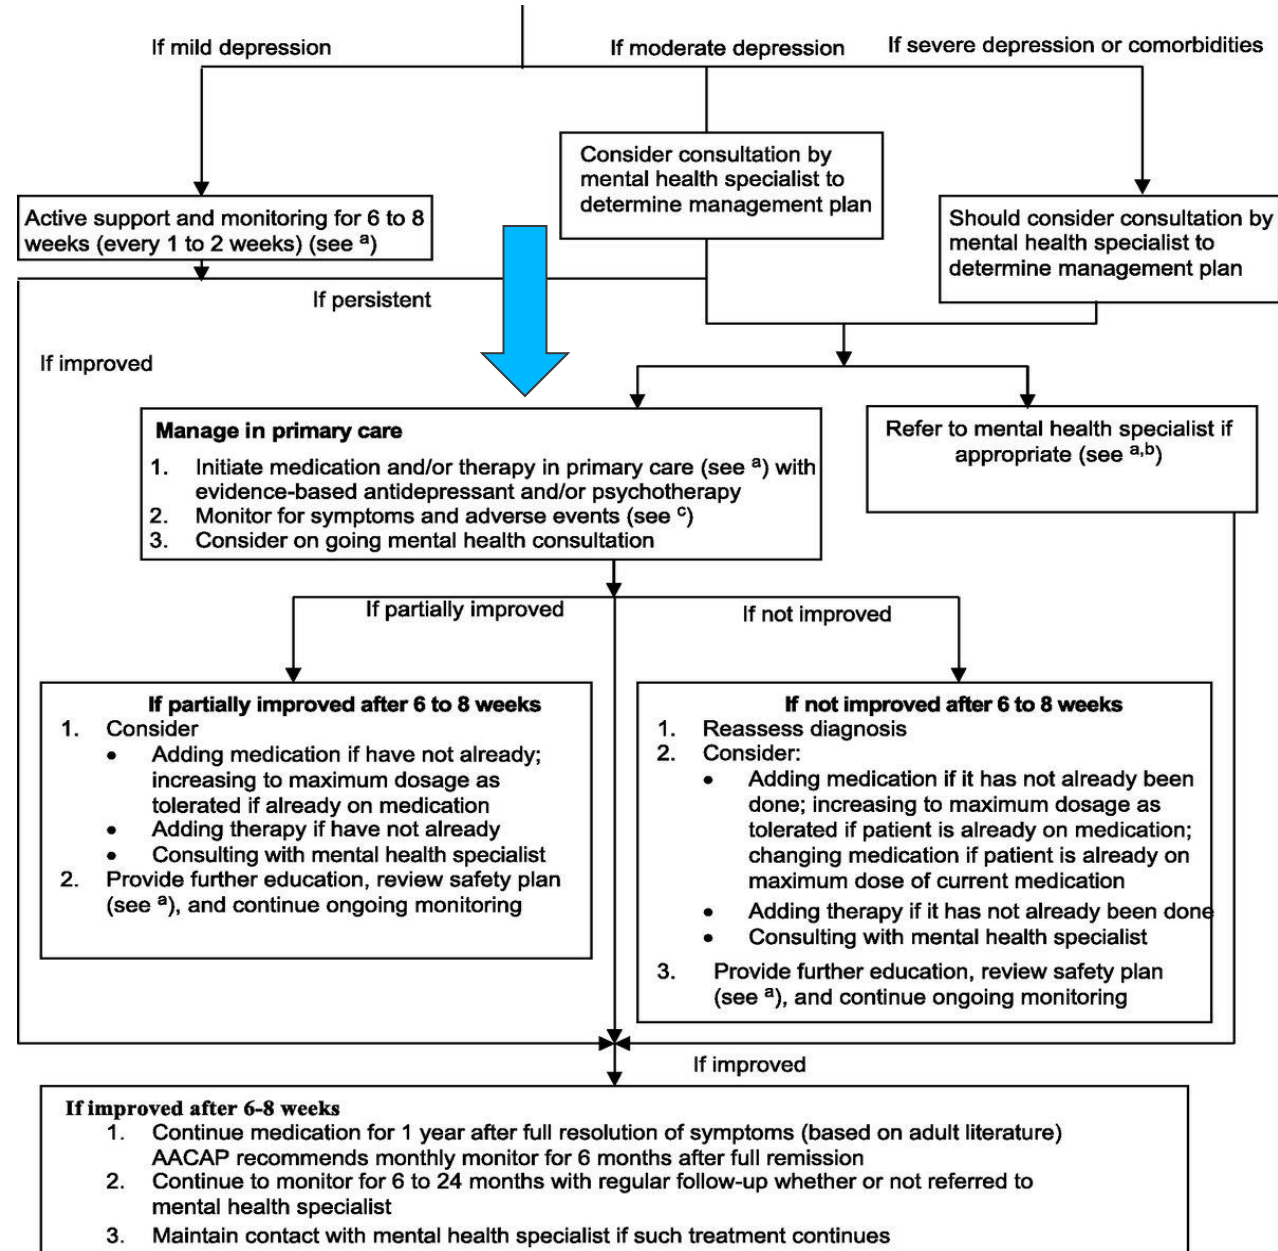 If mild depression
If moderate depression
If severe depression or comorbidities
Consider consultation by
mental health specialist to
determine management plan
Active support and monitoring for 6 to 8
weeks (every 1 to 2 weeks) (see a)
Should consider consultation by
mental health specialist to
determine management plan
If persistent
If improved
Manage in primary care
1. Initiate medication and/or therapy in primary care (see a) with
evidence-based antidepressant and/or psychotherapy
2. Monitor for symptoms and adverse events (see c)
3. Consider on going mental health consultation
Refer to mental health specialist if
appropriate (see a,b)
If partially improved
If not improved
If partially improved after 6 to 8 weeks
1. Consider
• Adding medication if have not already;
increasing to maximum dosage as
tolerated if already on medication
• Adding therapy if have not already
• Consulting with mental health specialist
2. Provide further education, review safety plan
(see a), and continue ongoing monitoring
If not improved after 6 to 8 weeks
1. Reassess diagnosis
2. Consider:
• Adding medication if it has not already been
done; increasing to maximum dosage as
tolerated if patient is already on medication;
changing medication if patient is already on
maximum dose of current medication
• Adding therapy if it has not already been done
• Consulting with mental health specialist
3. Provide further education, review safety plan
(see a), and continue ongoing monitoring
If improved
If improved after 6-8 weeks
1. Continue medication for 1 year after full resolution of symptoms (based on adult literature)
AACAP recommends monthly monitor for 6 months after full remission
2. Continue to monitor for 6 to 24 months with regular follow-up whether or not referred to
mental health specialist
3. Maintain contact with mental health specialist if such treatment continues